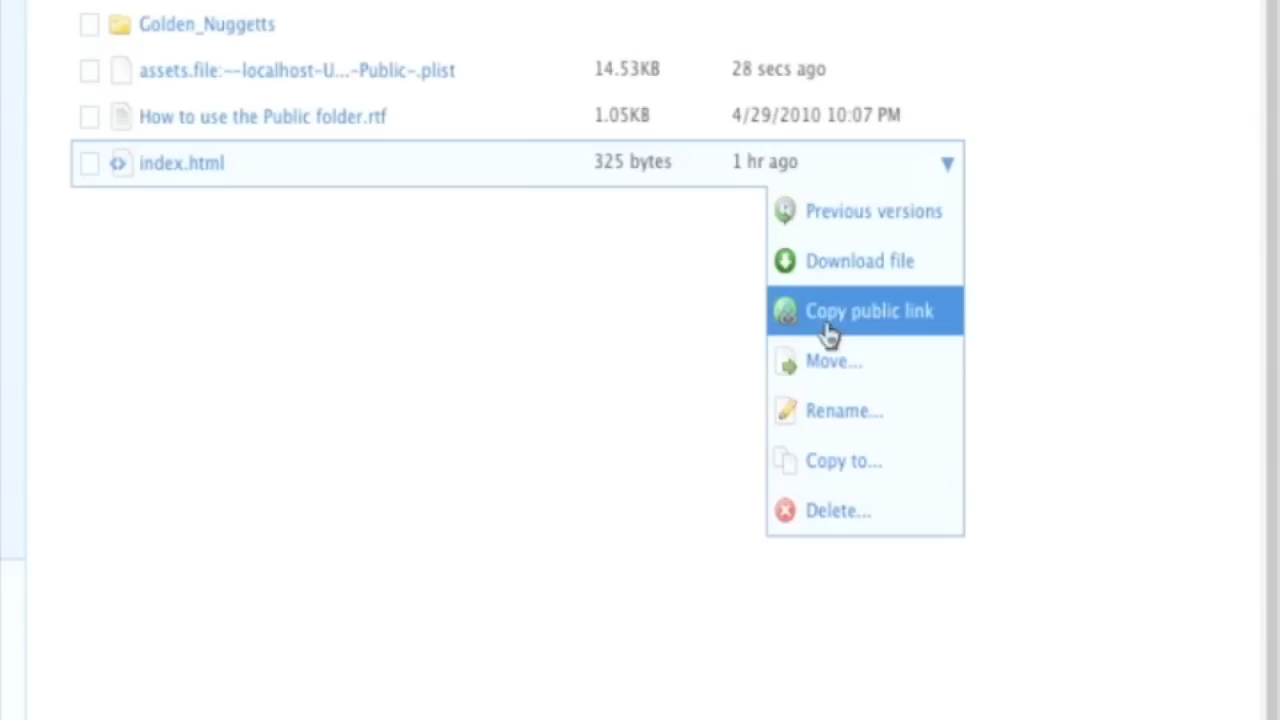 Golden_Nuggetts
assets.file:--localhost-U...-Public-.plist 14.53KB 28 secs ago
How to use the Public folder.rtf 1.05KB 4/29/2010 10:07 PM
index.html 325 bytes 1 hr ago
Previous versions
Download file
Copy public link
Move...
Rename...
Copy to...
Delete...